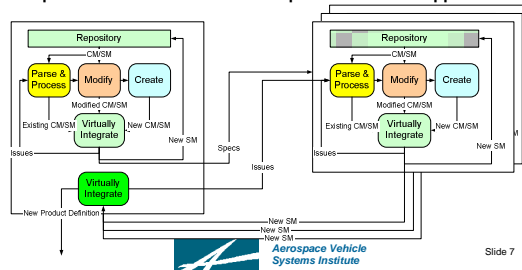 Repository
CM/SM
Parse &
Process
Modify
Create
Modified CM/SM
Existing CM/SM
New CM/SM
Virtually
Integrate
New SM
Issues
Specs
Issues
Virtually
Integrate
New Product Definition
Repository
CM/SM
Parse &
Process
Modify
Create
Modified CM/SM
Existing CM/SM
New CM/SM
Virtually
Integrate
New SM
Issues
New SM
New SM
New SM
Aerospace Vehicle
Systems Institute
Slide 7